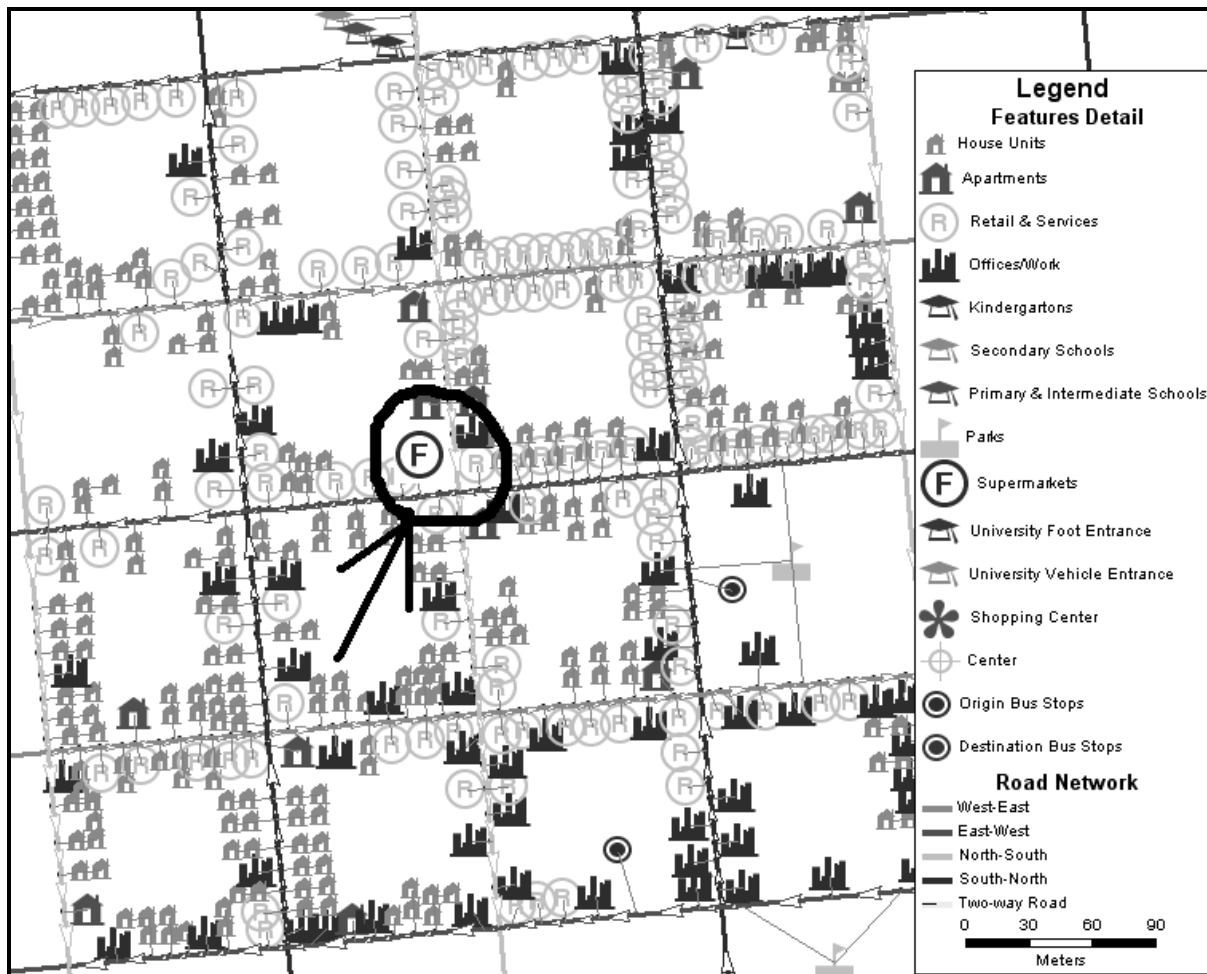 Legend
Features Detail
House Units
Apartments
R Retail & Services
Offices/Work
Kindergartons
Secondary Schools
Primary & Intermediate Schools
Parks
F Supermarkets
University Foot Entrance
University Vehicle Entrance
Shopping Center
Center
Origin Bus Stops
Destination Bus Stops
Road Network
West-East
East-West
North-South
South-North
Two-way Road
0 30 60 90
Meters
F